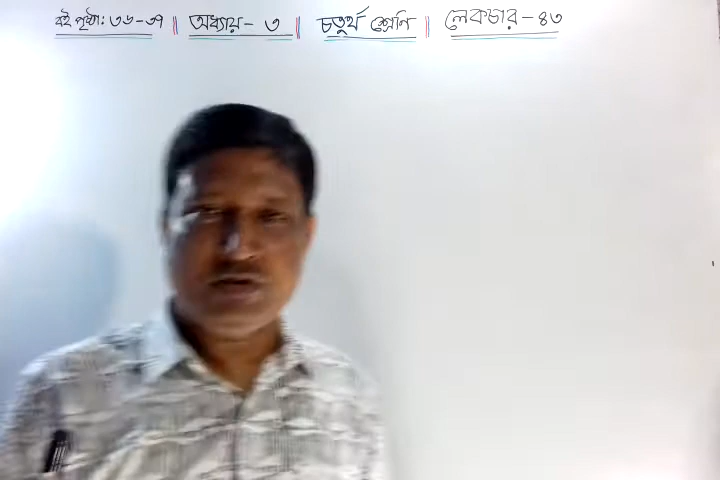 বই পৃষ্ঠা: ৩৬-৩৭ || অধ্যায়- ৩ || চতুর্থ শ্রেণি || লেকচার-৪৩